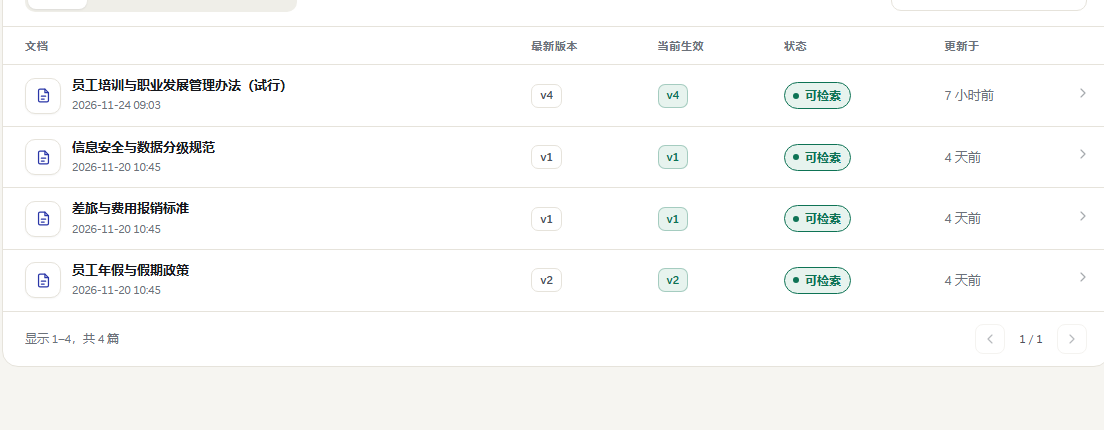 文档 最新版本 当前生效 状态 更新于
员工培训与职业发展管理办法（试行） v4 v4 可检索 7 小时前
2026-11-24 09:03
信息安全与数据分级规范 v1 v1 可检索 4 天前
2026-11-20 10:45
差旅与费用报销标准 v1 v1 可检索 4 天前
2026-11-20 10:45
员工年假与假期政策 v2 v2 可检索 4 天前
2026-11-20 10:45
显示 1–4，共 4 篇 1 / 1